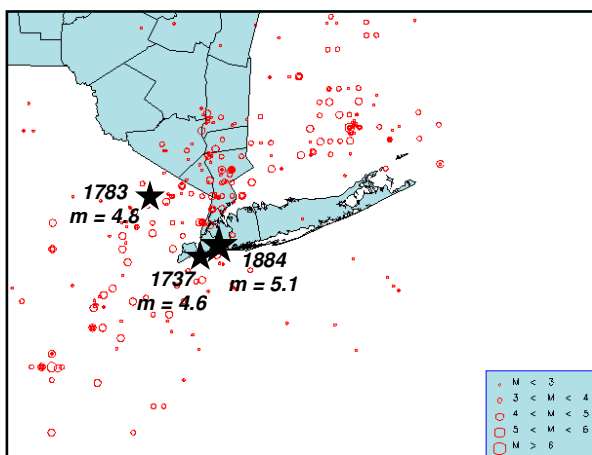 1783
m = 4.8
1737
m = 4.6
1884
m = 5.1
M < 3
3 < M < 4
4 < M < 5
5 < M < 6
M > 6